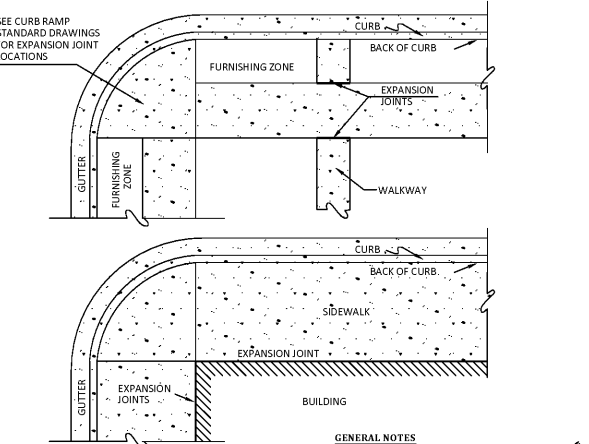 SEE CURB RAMP
STANDARD DRAWINGS
FOR EXPANSION JOINT
LOCATIONS
CURB
BACK OF CURB
FURNISHING ZONE
EXPANSION
JOINTS
GUTTER
FURNISHING
ZONE
WALKWAY
CURB
BACK OF CURB
SIDEWALK
EXPANSION JOINT
GUTTER
EXPANSION
JOINTS
BUILDING
GENERAL NOTES